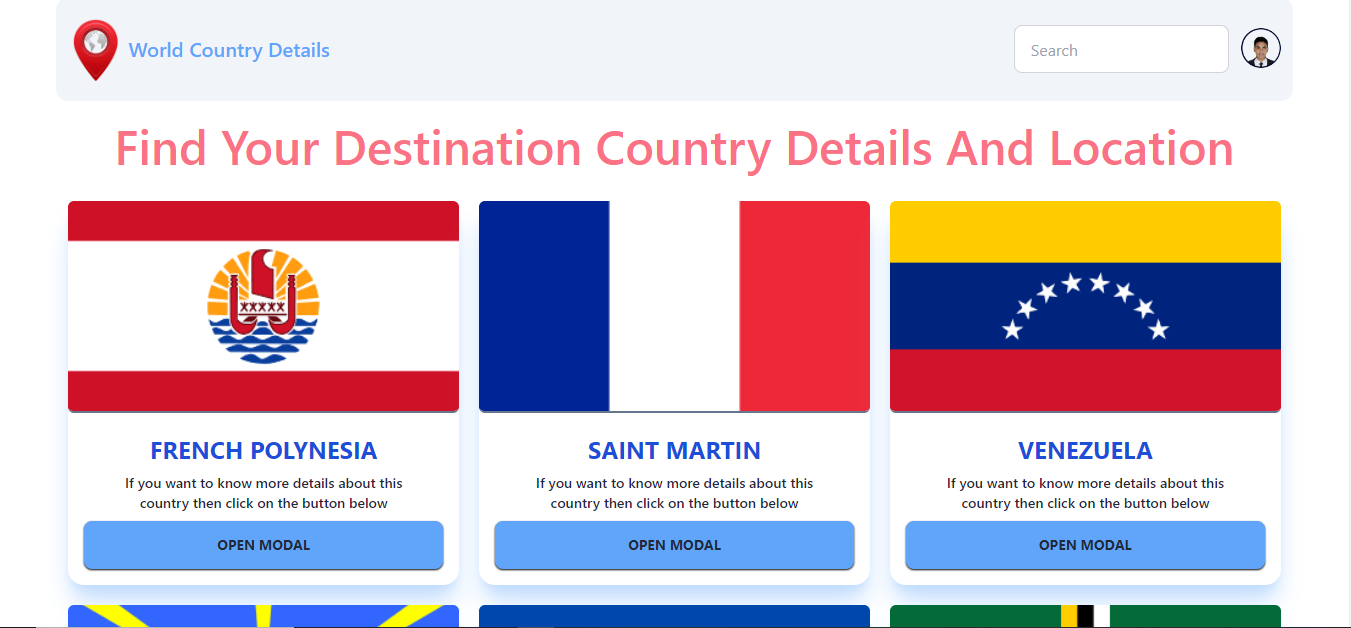 World Country Details
Search
Find Your Destination Country Details And Location
FRENCH POLYNESIA
If you want to know more details about this
country then click on the button below
OPEN MODAL
SAINT MARTIN
If you want to know more details about this
country then click on the button below
OPEN MODAL
VENEZUELA
If you want to know more details about this
country then click on the button below
OPEN MODAL